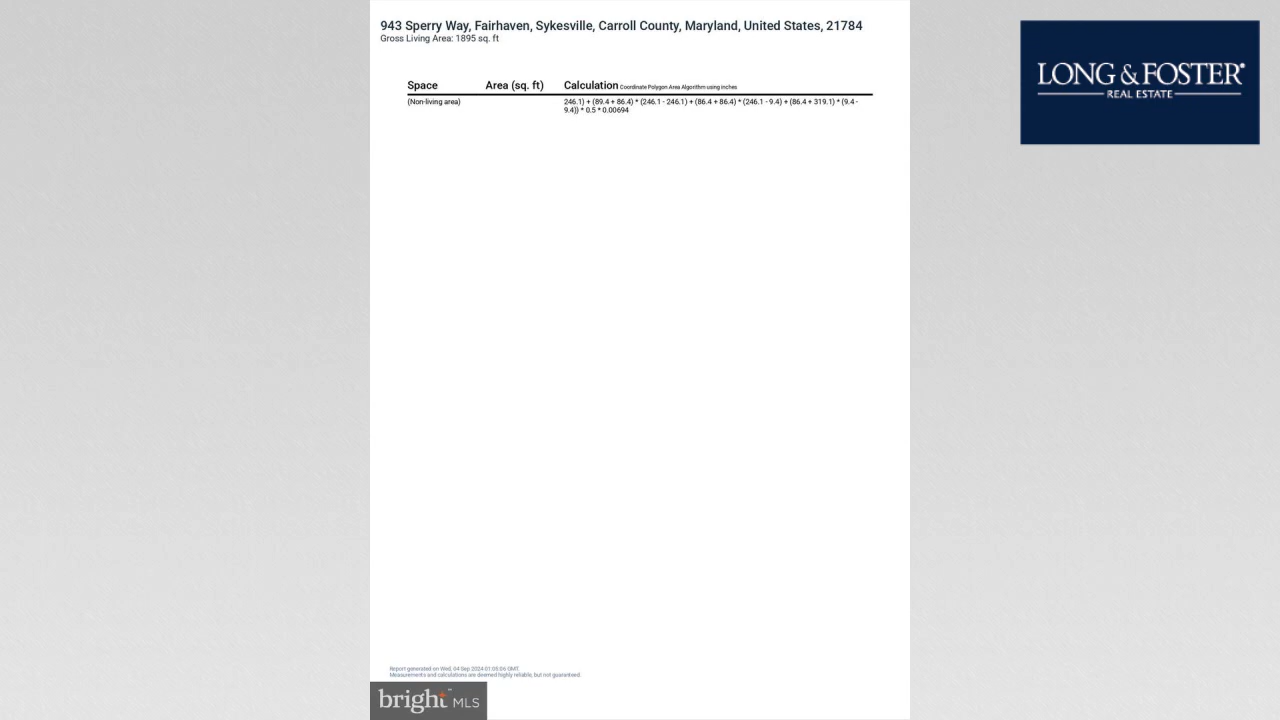 943 Sperry Way, Fairhaven, Sykesville, Carroll County, Maryland, United States, 21784
Gross Living Area: 1895 sq. ft
LONG & FOSTER®
REAL ESTATE
Space Area (sq. ft) Calculation Coordinate Polygon Area Algorithm using inches
(Non-living area) 246.1) + (89.4 + 86.4) * (246.1 - 246.1) + (86.4 + 86.4) * (246.1 - 9.4) + (86.4 + 319.1) * (9.4 -
9.4)) * 0.5 * 0.00694
Report generated on Wed, 04 Sep 2024 01:05:06 GMT.
Measurements and calculations are deemed highly reliable, but not guaranteed.
bright™ MLS